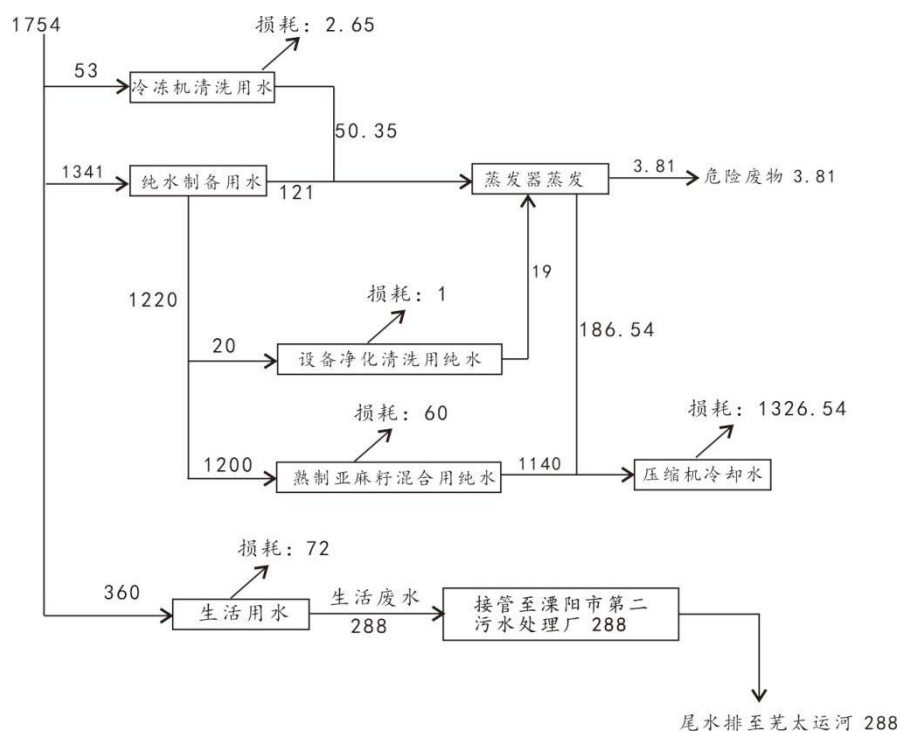 1754
损耗：2.65
53
冷冻机清洗用水
50.35
1341
纯水制备用水
121
蒸发器蒸发
3.81
危险废物 3.81
1220
19
损耗：1
186.54
20
设备净化清洗用纯水
损耗：60
损耗：1326.54
1200
熟制亚麻籽混合用纯水
1140
压缩机冷却水
损耗：72
360
生活用水
生活废水
288
接管至溧阳市第二
污水处理厂 288
尾水排至芜太运河 288